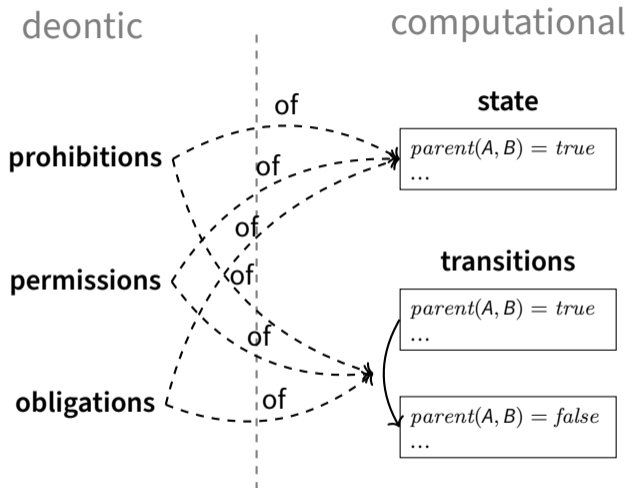 deontic
computational
of
state
prohibitions
parent(A, B) = true
...
of
of
permissions
of
transitions
parent(A, B) = true
...
of
obligations
of
parent(A, B) = false
...